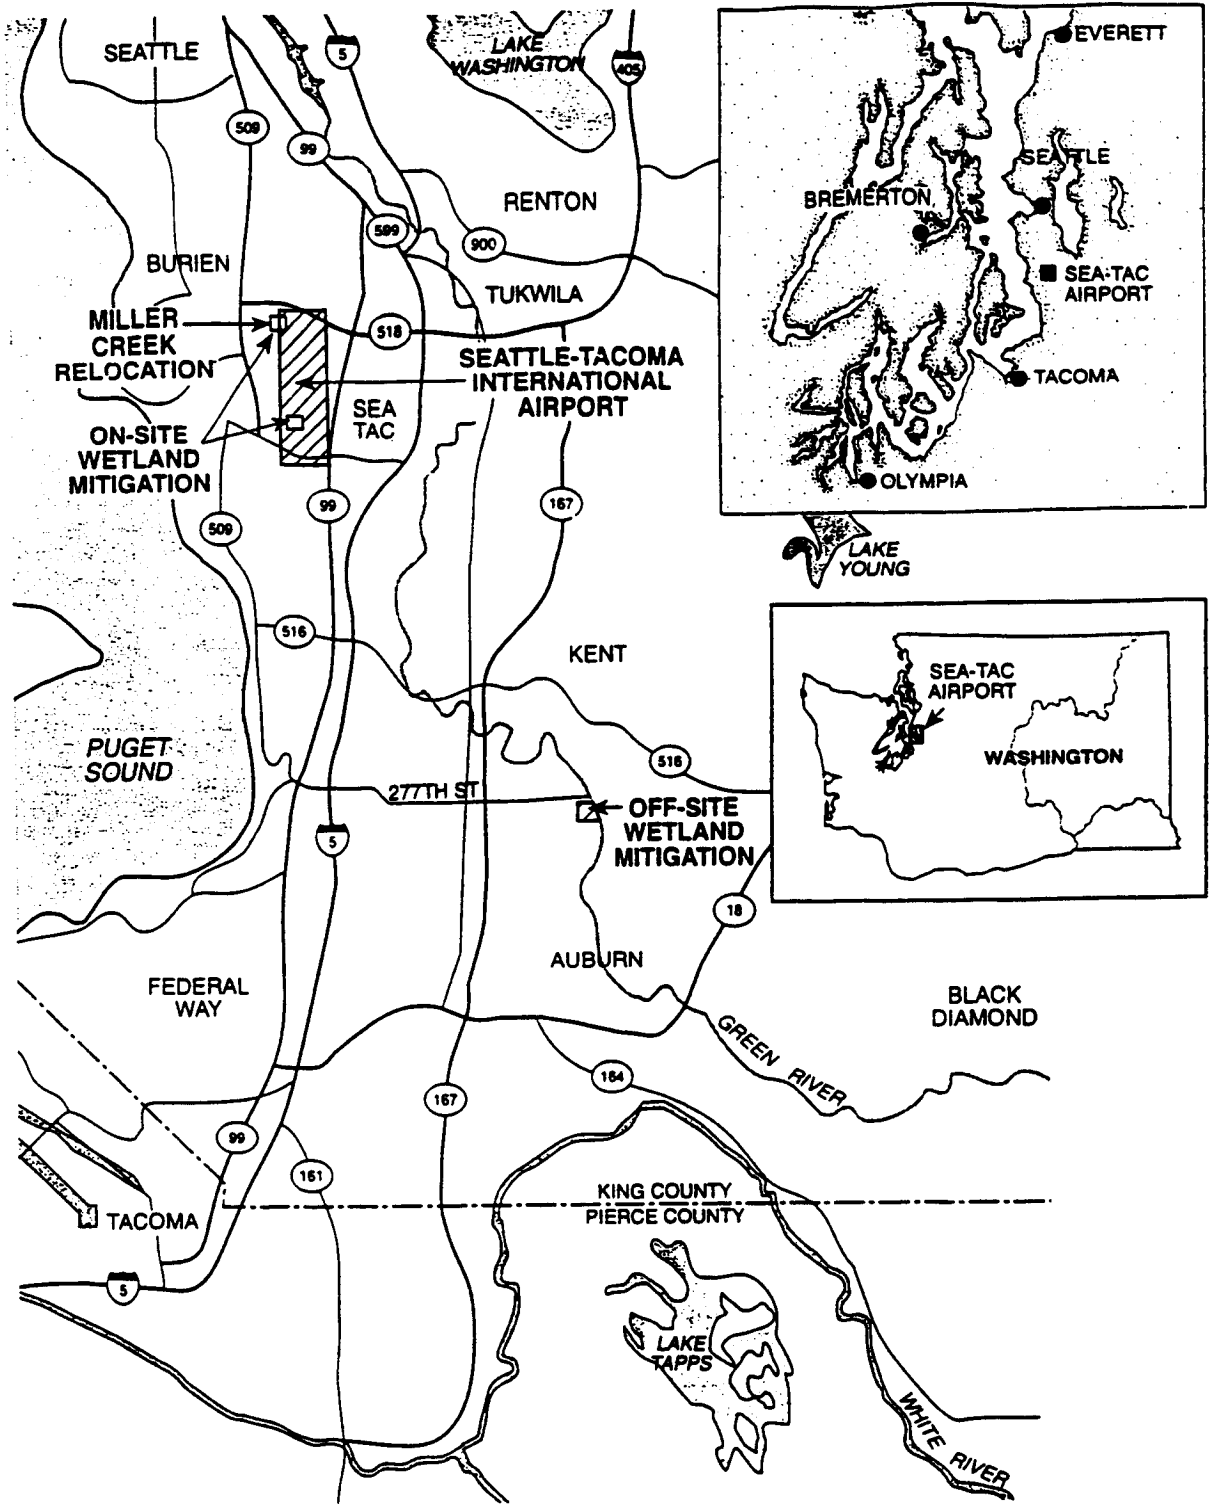 SEATTLE
5
LAKE
WASHINGTON
405
509
99
RENTON
599
900
BURIEN
TUKWILA
MILLER
CREEK
RELOCATION
518
SEATTLE-TACOMA
INTERNATIONAL
AIRPORT
SEA
TAC
ON-SITE
WETLAND
MITIGATION
99
167
509
516
KENT
PUGET
SOUND
516
277TH ST
OFF-SITE
WETLAND
MITIGATION
5
18
AUBURN
FEDERAL
WAY
BLACK
DIAMOND
GREEN RIVER
164
167
99
161
KING COUNTY
PIERCE COUNTY
TACOMA
5
LAKE
TAPPS
WHITE RIVER
EVERETT
SEATTLE
BREMERTON
SEA-TAC
AIRPORT
TACOMA
OLYMPIA
LAKE
YOUNG
SEA-TAC
AIRPORT
WASHINGTON